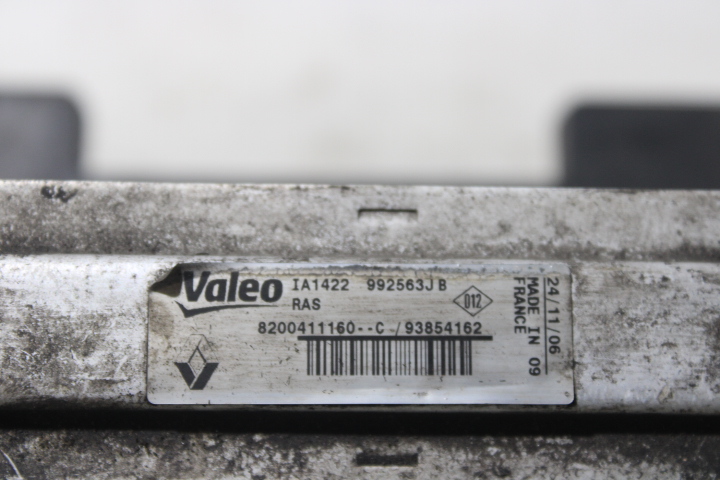 Valeo IA1422 992563J B
RAS
D12
8200411160--C /93854162
24/11/06
MADE IN 09
FRANCE